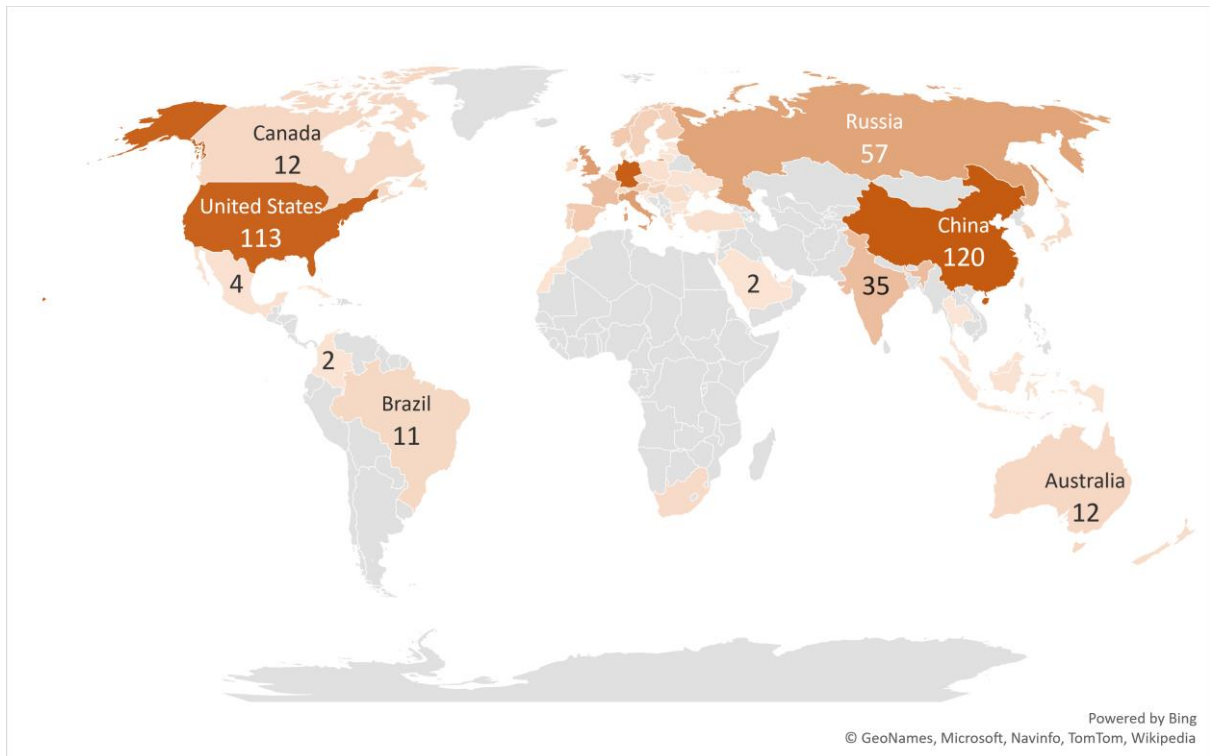 Canada
12
Russia
57
United States
113
China
120
4
2
35
2
Brazil
11
Australia
12
Powered by Bing
© GeoNames, Microsoft, Navinfo, TomTom, Wikipedia